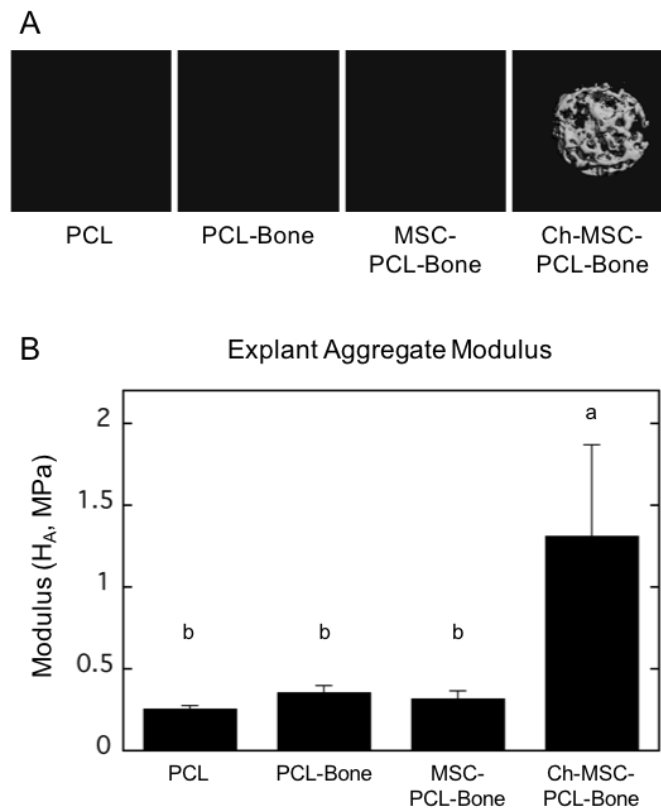 A
PCL
PCL-Bone
MSC-
PCL-Bone
Ch-MSC-
PCL-Bone
B
Explant Aggregate Modulus
Modulus (HA, MPa)
2
1.5
1
0.5
0
b
b
b
a
PCL
PCL-Bone
MSC-
PCL-Bone
Ch-MSC-
PCL-Bone